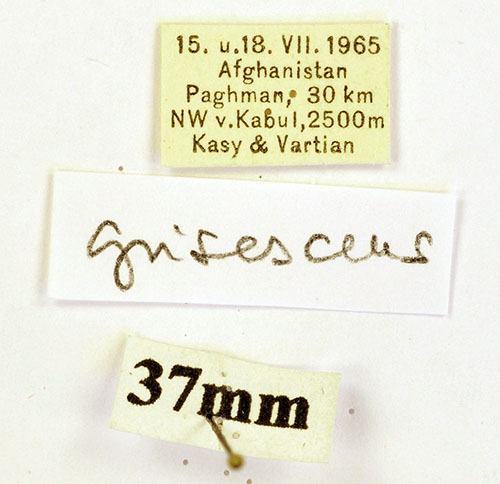 15. u.18. VII. 1965
Afghanistan
Paghman, 30 km
NW v.Kabul,2500m
Kasy & Vartian
grisescens
37mm